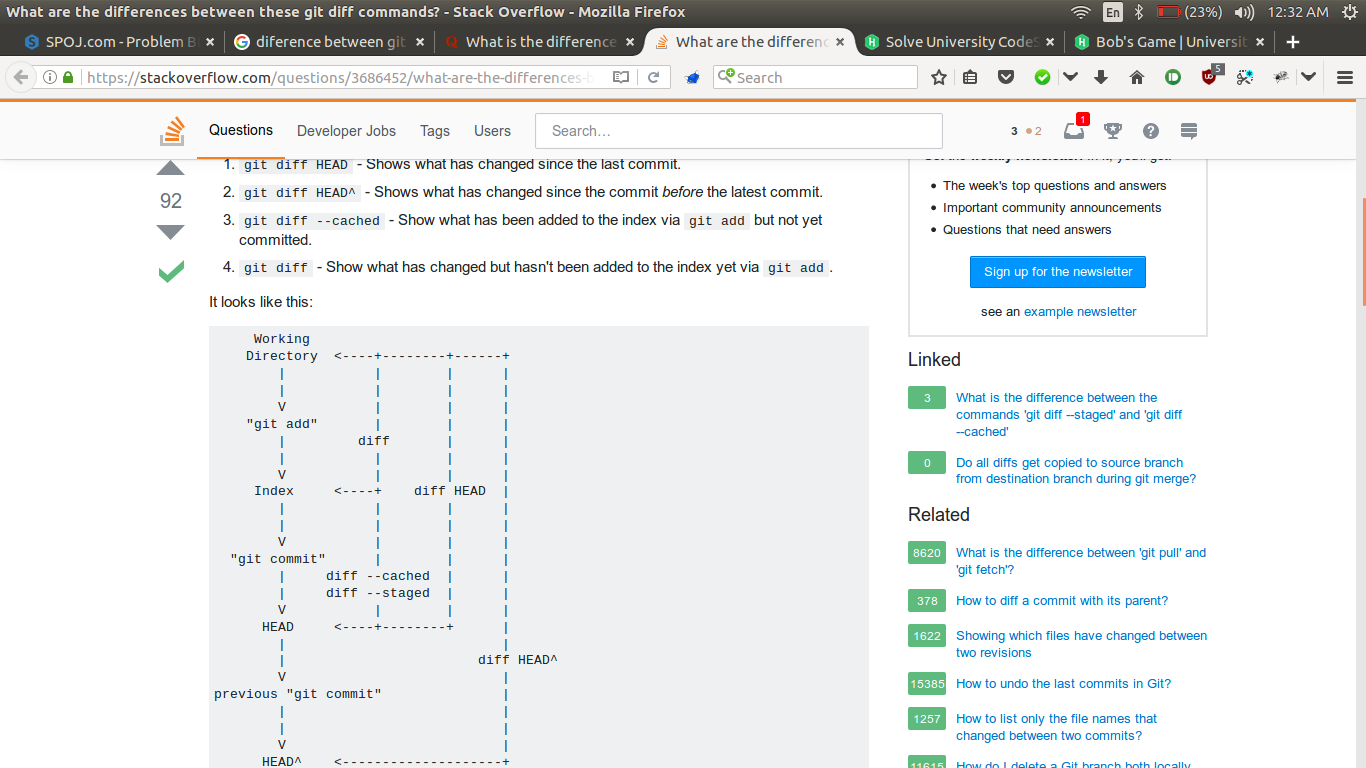 What are the differences between these git diff commands? - Stack Overflow - Mozilla Firefox
En (23%) 12:32 AM
SPOJ.com - Problem B
diference between git
What is the difference
What are the differenc
Solve University CodeS
Bob's Game | Universit
https://stackoverflow.com/questions/3686452/what-are-the-differences-b
Search
5
Questions Developer Jobs Tags Users
Search...
3 2 1
92
1. git diff HEAD - Shows what has changed since the last commit.
2. git diff HEAD^ - Shows what has changed since the commit before the latest commit.
3. git diff --cached - Show what has been added to the index via git add but not yet
committed.
4. git diff - Show what has changed but hasn't been added to the index yet via git add .
It looks like this:
Working
Directory <----+--------+------+
| | | |
| | | |
V | | |
"git add" | | |
| diff | |
| | | |
V | | |
Index <----+ diff HEAD |
| | | |
| | | |
V | | |
"git commit" | | |
| diff --cached | |
| diff --staged | |
V | | |
HEAD <----+--------+ |
| |
| diff HEAD^
V |
previous "git commit" |
| |
| |
V |
HEAD^ <--------------------+
The week's top questions and answers
Important community announcements
Questions that need answers
Sign up for the newsletter
see an example newsletter
Linked
3 What is the difference between the
commands 'git diff --staged' and 'git diff
--cached'
0 Do all diffs get copied to source branch
from destination branch during git merge?
Related
8620 What is the difference between 'git pull' and
'git fetch'?
378 How to diff a commit with its parent?
1622 Showing which files have changed between
two revisions
15385 How to undo the last commits in Git?
1257 How to list only the file names that
changed between two commits?
11615 How do I delete a Git branch both locally